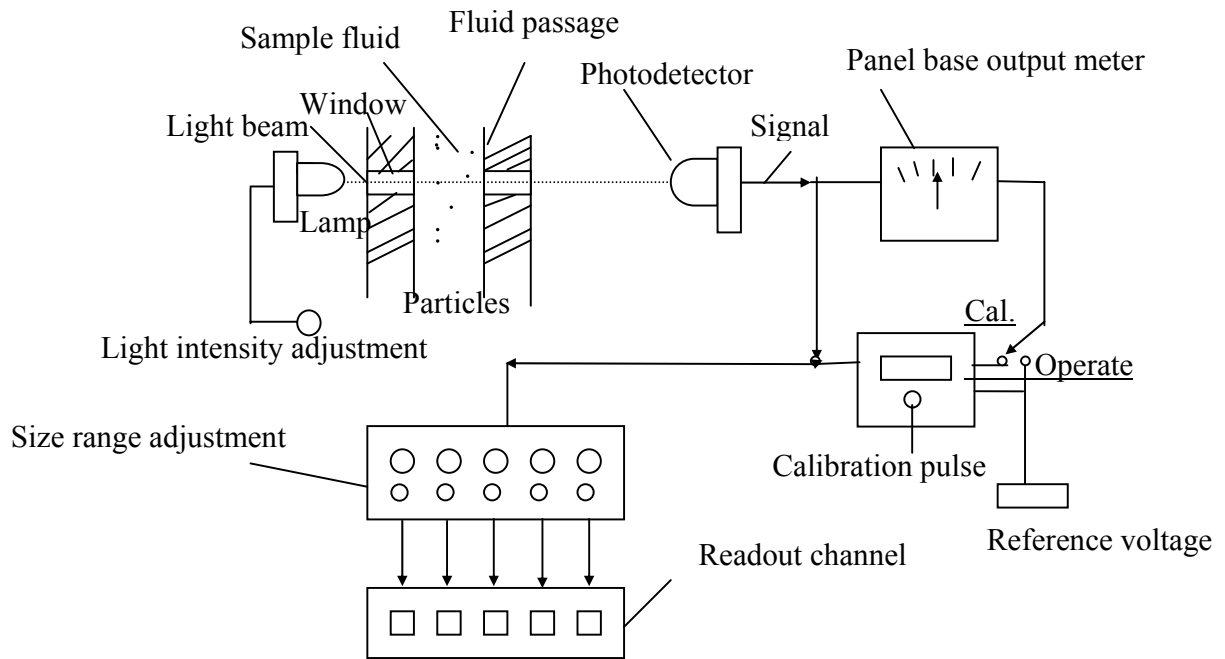 Fluid passage
Sample fluid
Panel base output meter
Photodetector
Window
Light beam
Signal
Lamp
Particles
Cal.
Light intensity adjustment
Operate
Size range adjustment
Calibration pulse
Reference voltage
Readout channel